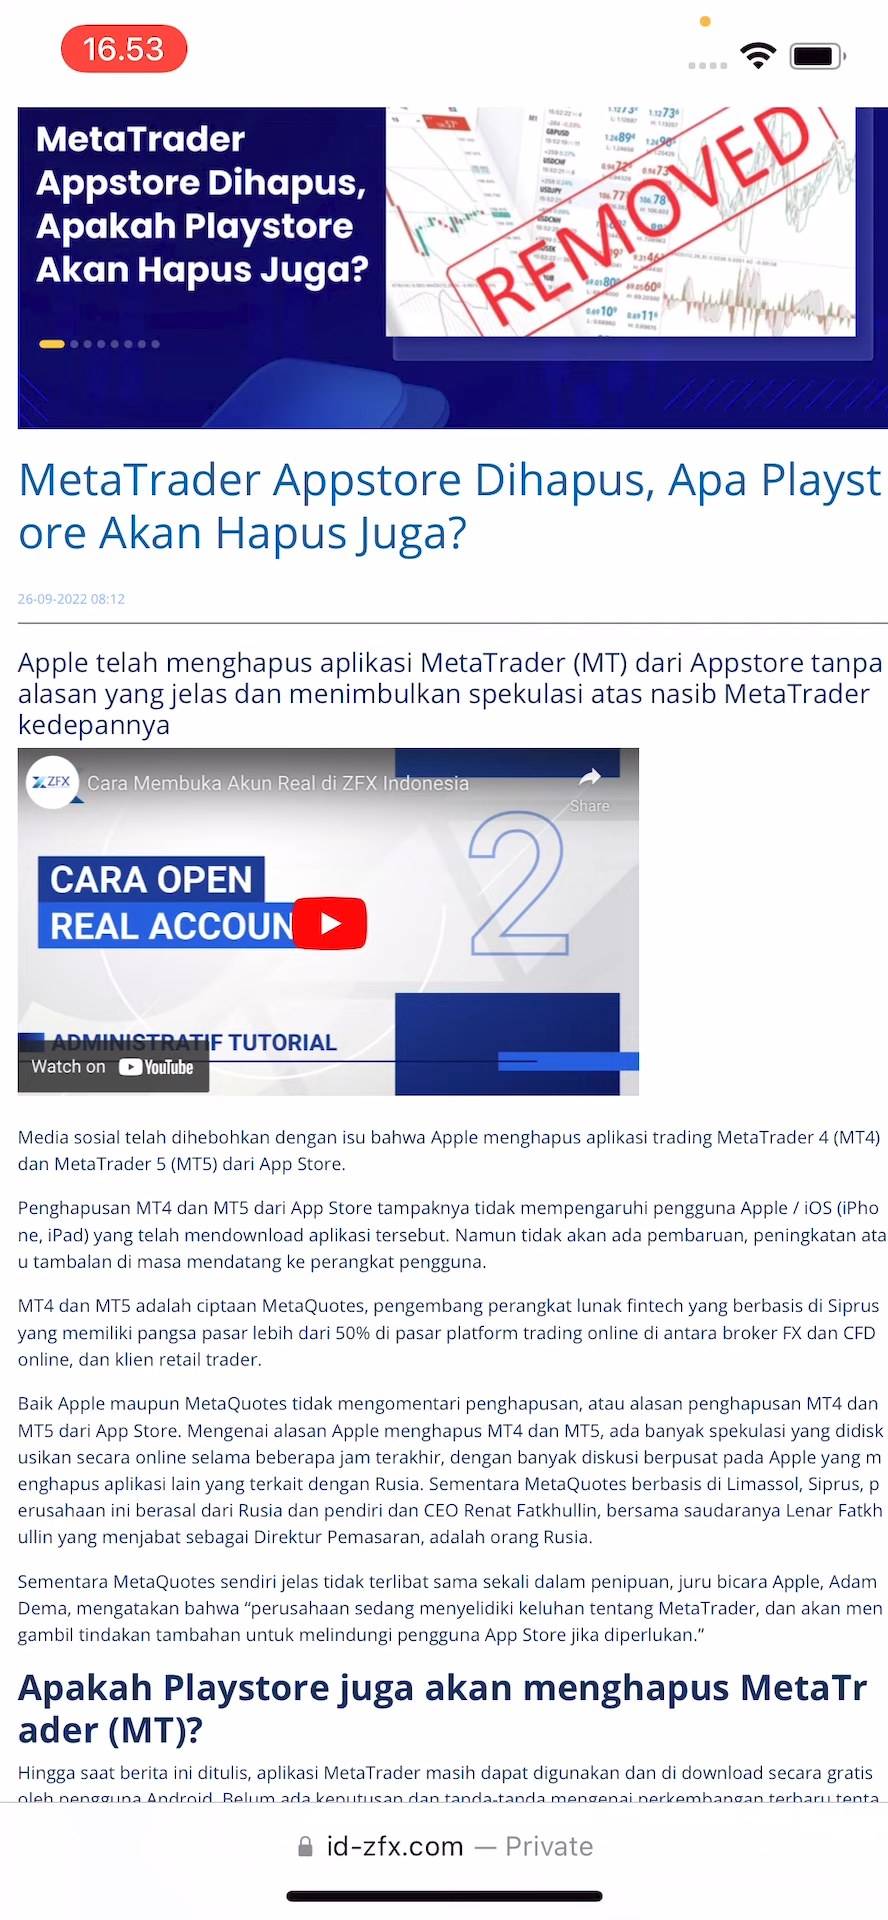 16.53
MetaTrader
Appstore Dihapus,
Apakah Playstore
Akan Hapus Juga?
REMOVED
MetaTrader Appstore Dihapus, Apa Playst
ore Akan Hapus Juga?
26-09-2022 08:12
Apple telah menghapus aplikasi MetaTrader (MT) dari Appstore tanpa
alasan yang jelas dan menimbulkan spekulasi atas nasib MetaTrader
kedepannya
ZFX
Cara Membuka Akun Real di ZFX Indonesia
Share
CARA OPEN
REAL ACCOUN
2
ADMINISTRATIF TUTORIAL
Watch on YouTube
Media sosial telah dihebohkan dengan isu bahwa Apple menghapus aplikasi trading MetaTrader 4 (MT4)
dan MetaTrader 5 (MT5) dari App Store.
Penghapusan MT4 dan MT5 dari App Store tampaknya tidak mempengaruhi pengguna Apple / iOS (iPho
ne, iPad) yang telah mendownload aplikasi tersebut. Namun tidak akan ada pembaruan, peningkatan ata
u tambalan di masa mendatang ke perangkat pengguna.
MT4 dan MT5 adalah ciptaan MetaQuotes, pengembang perangkat lunak fintech yang berbasis di Siprus
yang memiliki pangsa pasar lebih dari 50% di pasar platform trading online di antara broker FX dan CFD
online, dan klien retail trader.
Baik Apple maupun MetaQuotes tidak mengomentari penghapusan, atau alasan penghapusan MT4 dan
MT5 dari App Store. Mengenai alasan Apple menghapus MT4 dan MT5, ada banyak spekulasi yang didisk
usikan secara online selama beberapa jam terakhir, dengan banyak diskusi berpusat pada Apple yang m
enghapus aplikasi lain yang terkait dengan Rusia. Sementara MetaQuotes berbasis di Limassol, Siprus, p
erusahaan ini berasal dari Rusia dan pendiri dan CEO Renat Fatkhullin, bersama saudaranya Lenar Fatkh
ullin yang menjabat sebagai Direktur Pemasaran, adalah orang Rusia.
Sementara MetaQuotes sendiri jelas tidak terlibat sama sekali dalam penipuan, juru bicara Apple, Adam
Dema, mengatakan bahwa “perusahaan sedang menyelidiki keluhan tentang MetaTrader, dan akan men
gambil tindakan tambahan untuk melindungi pengguna App Store jika diperlukan.”
Apakah Playstore juga akan menghapus MetaTr
ader (MT)?
Hingga saat berita ini ditulis, aplikasi MetaTrader masih dapat digunakan dan di download secara gratis
oleh pengguna Android. Belum ada keputusan dan tanda-tanda mengenai perkembangan terbaru tenta
id-zfx.com — Private